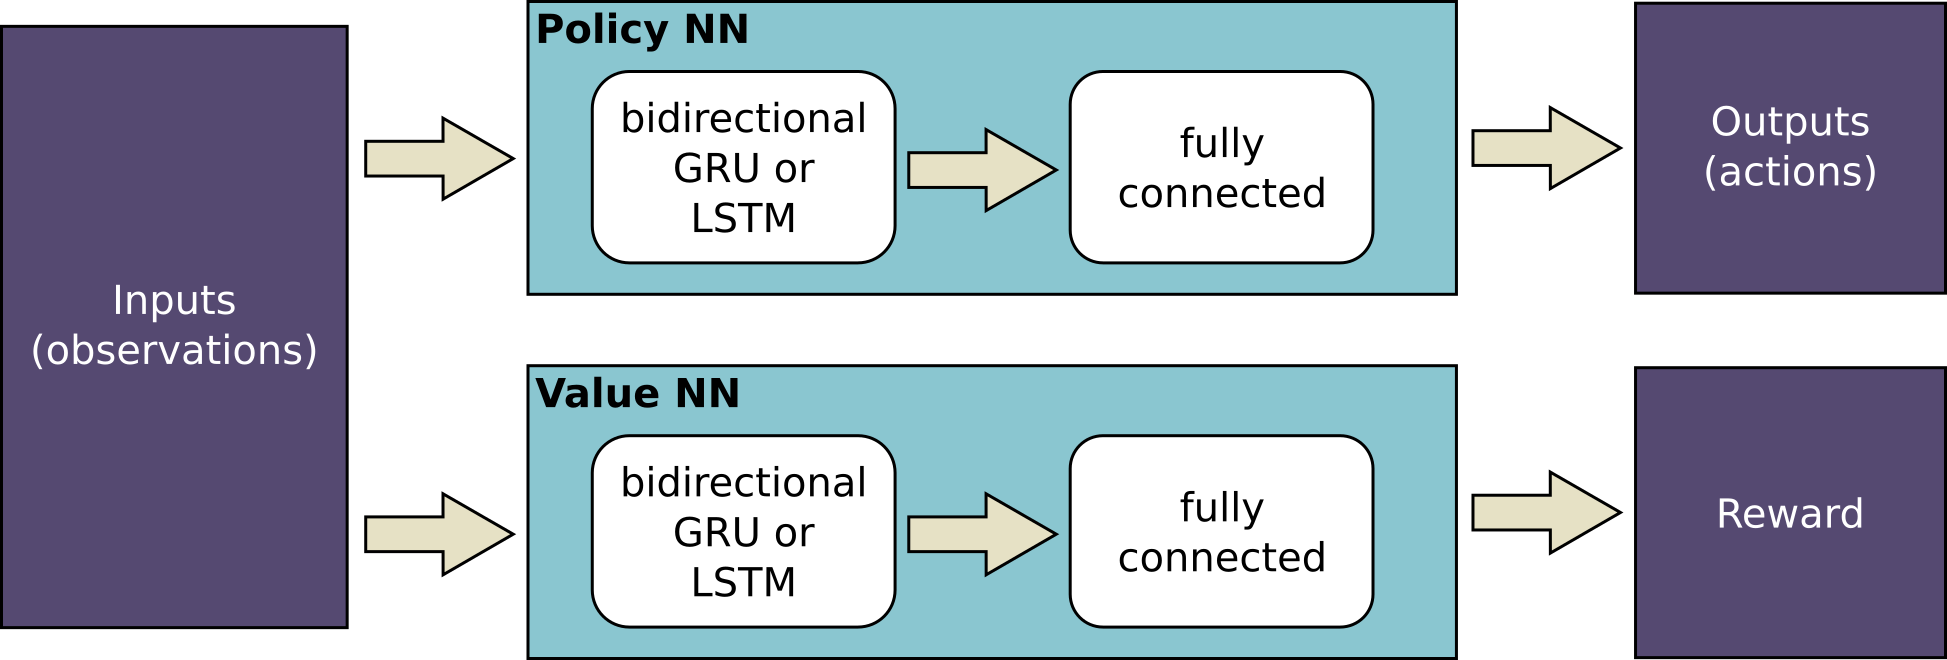 Inputs
(observations)
Policy NN
bidirectional
GRU or
LSTM
fully
connected
Outputs
(actions)
Value NN
bidirectional
GRU or
LSTM
fully
connected
Reward